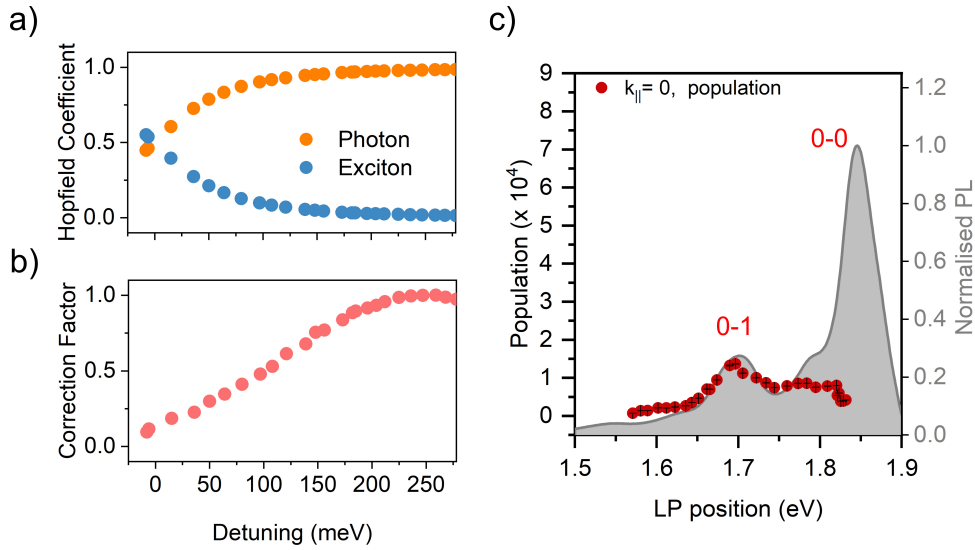 a)
Hopfield Coefficient
1.0
0.5
0.0
Photon
Exciton
b)
Correction Factor
1.0
0.5
0.0
0 50 100 150 200 250
Detuning (meV)
c)
Population (x 10⁴)
9
8
7
6
5
4
3
2
1
0
k||= 0, population
0-0
0-1
1.2
1.0
0.8
0.6
0.4
0.2
0.0
Normalised PL
1.5 1.6 1.7 1.8 1.9
LP position (eV)